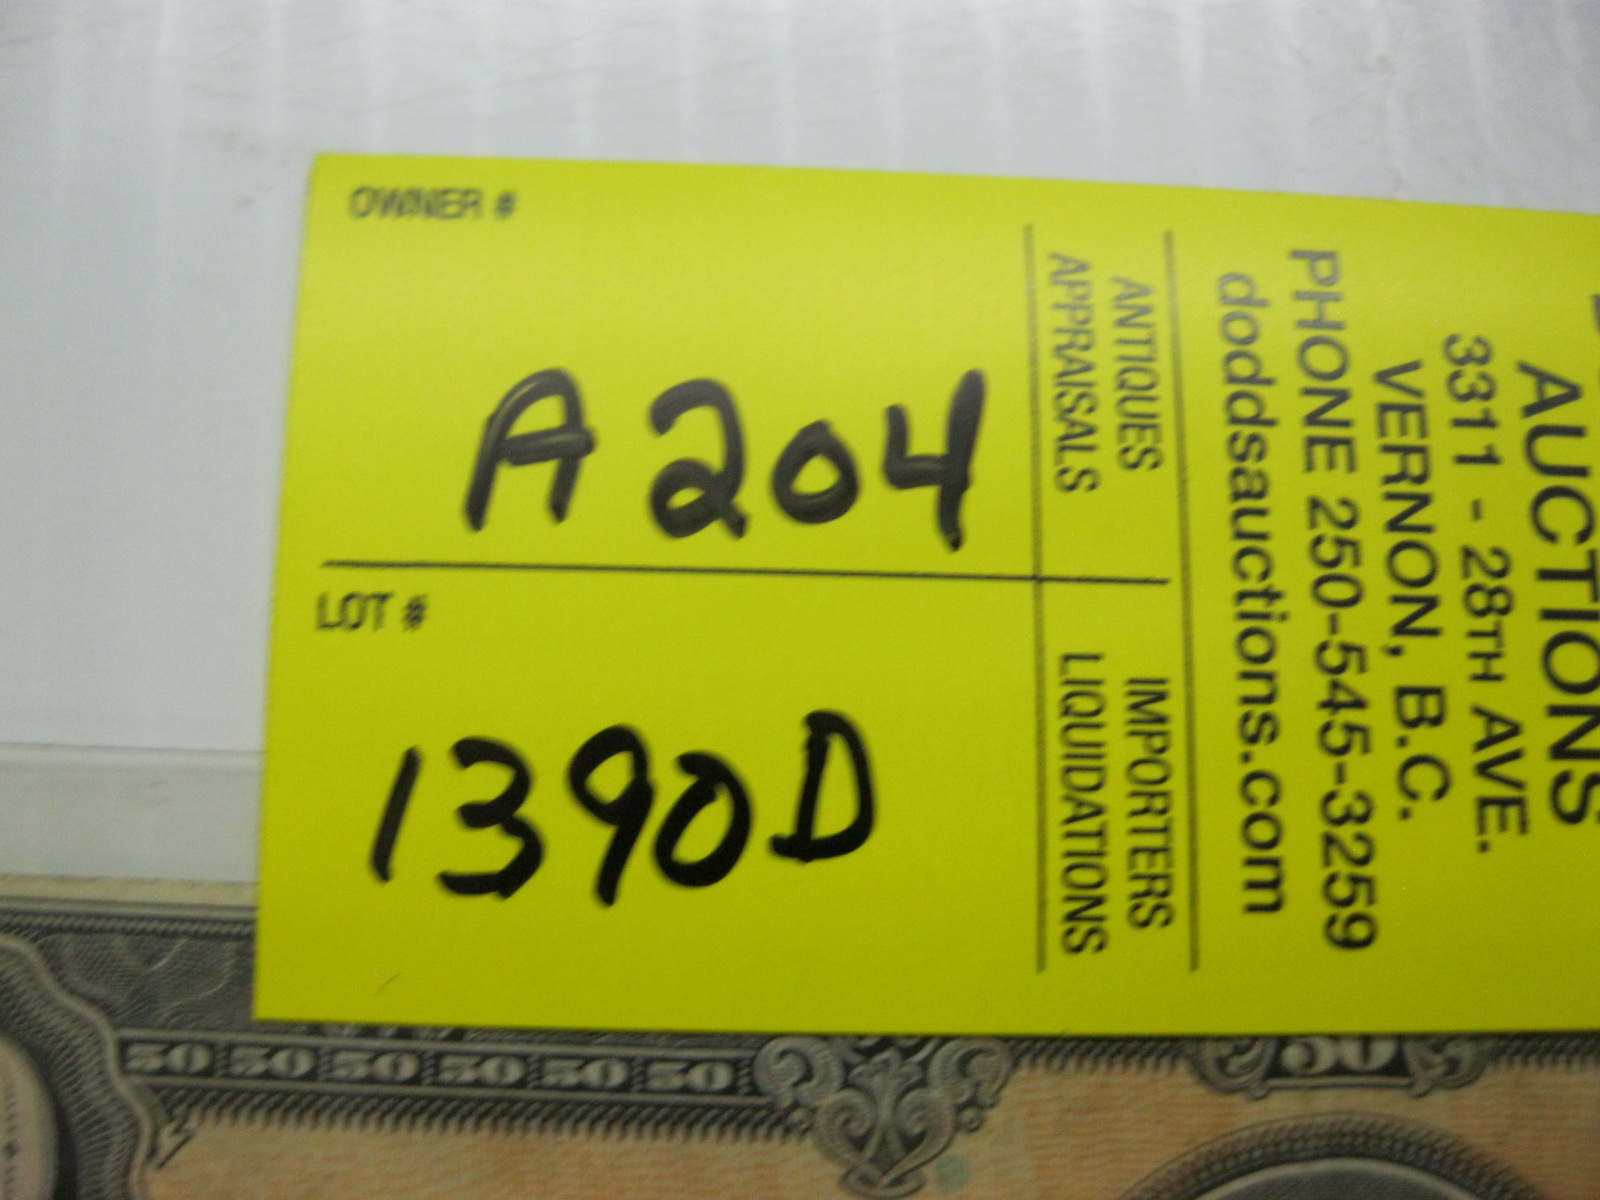 OWNER #
A204
LOT #
1390D
AUCTIONS
3311 - 28TH AVE.
VERNON, B.C.
PHONE 250-545-3259
doddsauctions.com
ANTIQUES IMPORTERS
APPRAISALS LIQUIDATIONS
50 50 50 50 50 50
50